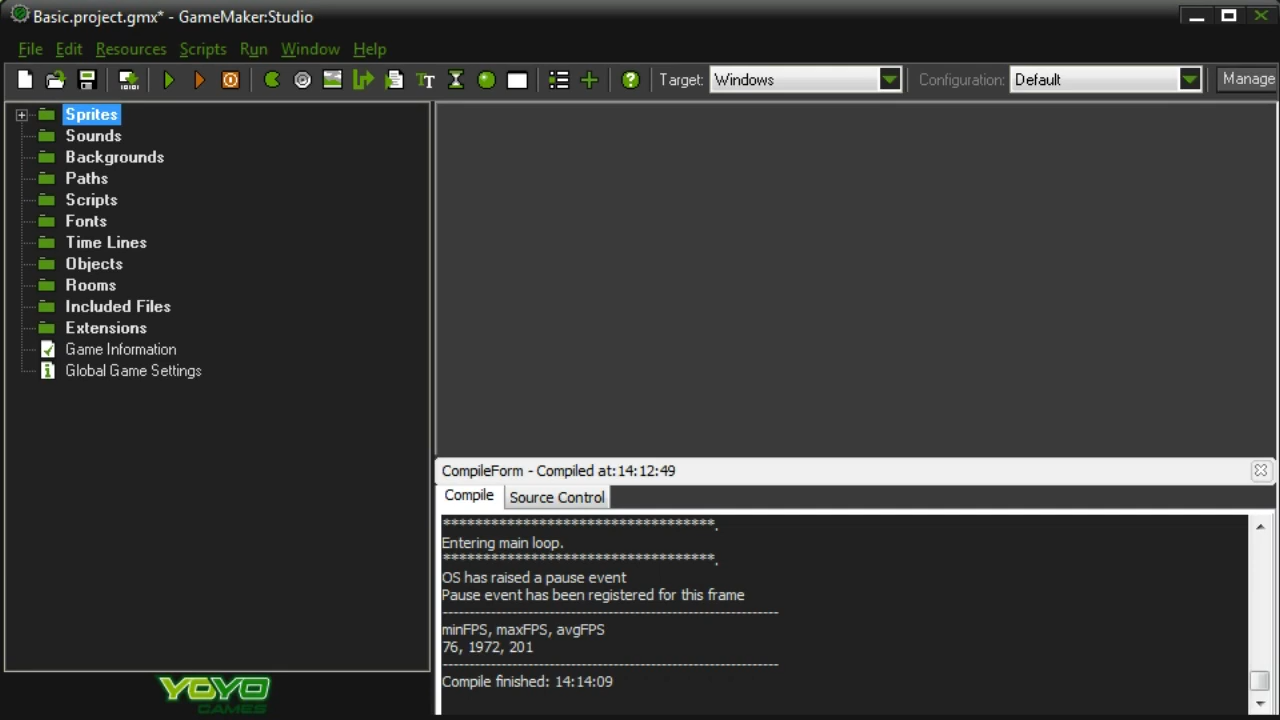 Basic.project.gmx* - GameMaker:Studio
File Edit Resources Scripts Run Window Help
Target: Windows Configuration: Default Manage
Sprites
Sounds
Backgrounds
Paths
Scripts
Fonts
Time Lines
Objects
Rooms
Included Files
Extensions
Game Information
Global Game Settings
YOYO
GAMES
CompileForm - Compiled at:14:12:49
Compile Source Control
**********************************.
Entering main loop.
**********************************.
OS has raised a pause event
Pause event has been registered for this frame
------------------------------------------------------------------------------------
minFPS, maxFPS, avgFPS
76, 1972, 201
------------------------------------------------------------------------------------
Compile finished: 14:14:09